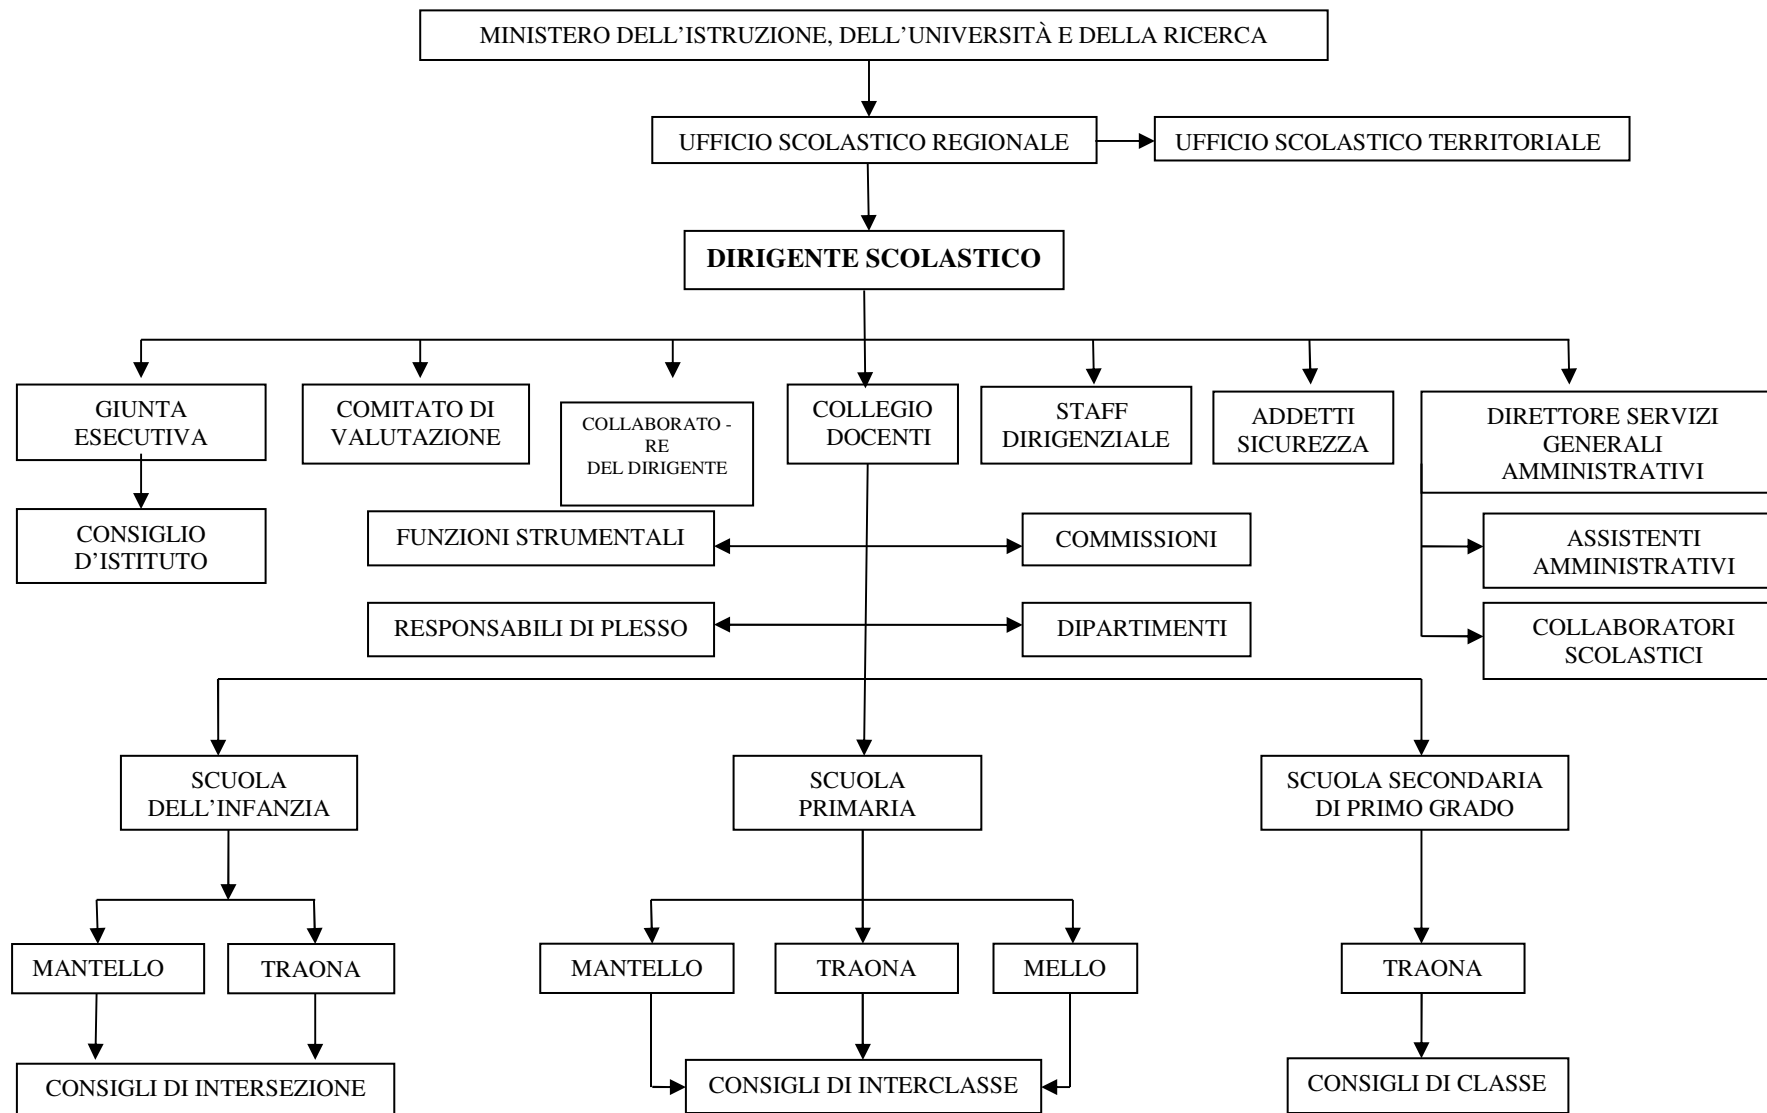 MINISTERO DELL’ISTRUZIONE, DELL’UNIVERSITÀ E DELLA RICERCA
UFFICIO SCOLASTICO REGIONALE
UFFICIO SCOLASTICO TERRITORIALE
DIRIGENTE SCOLASTICO
GIUNTA
ESECUTIVA
COMITATO DI
VALUTAZIONE
COLLABORATO -
RE
DEL DIRIGENTE
COLLEGIO
DOCENTI
STAFF
DIRIGENZIALE
ADDETTI
SICUREZZA
DIRETTORE SERVIZI
GENERALI
AMMINISTRATIVI
CONSIGLIO
D’ISTITUTO
FUNZIONI STRUMENTALI
COMMISSIONI
ASSISTENTI
AMMINISTRATIVI
RESPONSABILI DI PLESSO
DIPARTIMENTI
COLLABORATORI
SCOLASTICI
SCUOLA
DELL’INFANZIA
SCUOLA
PRIMARIA
SCUOLA SECONDARIA
DI PRIMO GRADO
MANTELLO
TRAONA
MANTELLO
TRAONA
MELLO
TRAONA
CONSIGLI DI INTERSEZIONE
CONSIGLI DI INTERCLASSE
CONSIGLI DI CLASSE